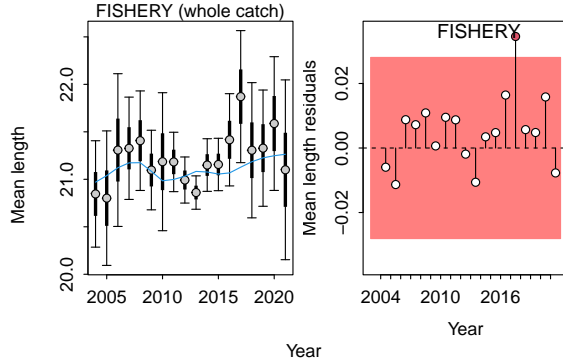 FISHERY (whole catch)
Mean length
22.0
21.0
20.0
2005
2010
2015
2020
Year
FISHERY
Mean length residuals
0.02
0.00
−0.02
2004
2010
2016
Year